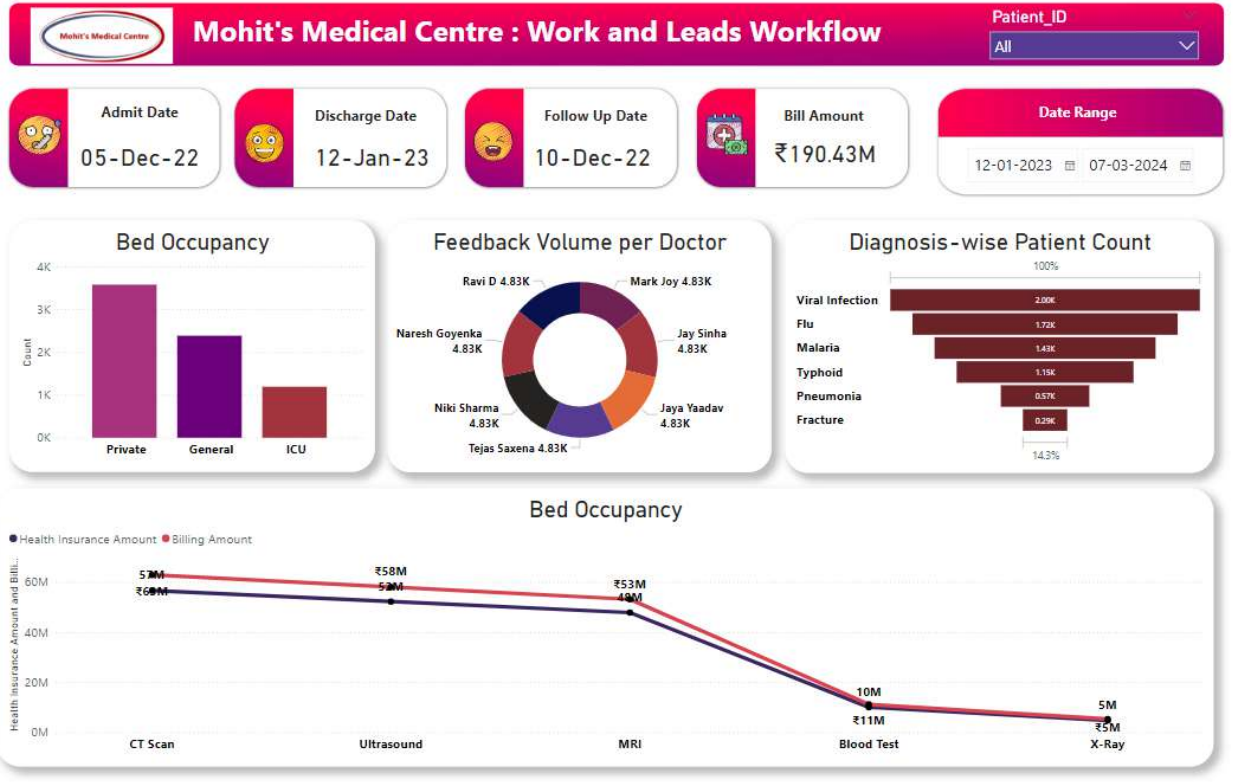 Mohit's Medical Centre
Mohit's Medical Centre : Work and Leads Workflow
Patient_ID
All
Admit Date
05-Dec-22
Discharge Date
12-Jan-23
Follow Up Date
10-Dec-22
Bill Amount
₹190.43M
Date Range
12-01-2023 07-03-2024
Bed Occupancy
Count
4K
3K
2K
1K
0K
Private General ICU
Feedback Volume per Doctor
Ravi D 4.83K
Mark Joy 4.83K
Naresh Goyenka
4.83K
Jay Sinha
4.83K
Niki Sharma
4.83K
Jaya Yaadav
4.83K
Tejas Saxena 4.83K
Diagnosis-wise Patient Count
100%
Viral Infection 2.00K
Flu 1.72K
Malaria 1.43K
Typhoid 1.15K
Pneumonia 0.57K
Fracture 0.29K
14.3%
Bed Occupancy
Health Insurance Amount Billing Amount
Health Insurance Amount and Billi...
60M
40M
20M
0M
57M
₹63M
₹58M
52M
₹53M
48M
10M
₹11M
5M
₹5M
CT Scan Ultrasound MRI Blood Test X-Ray